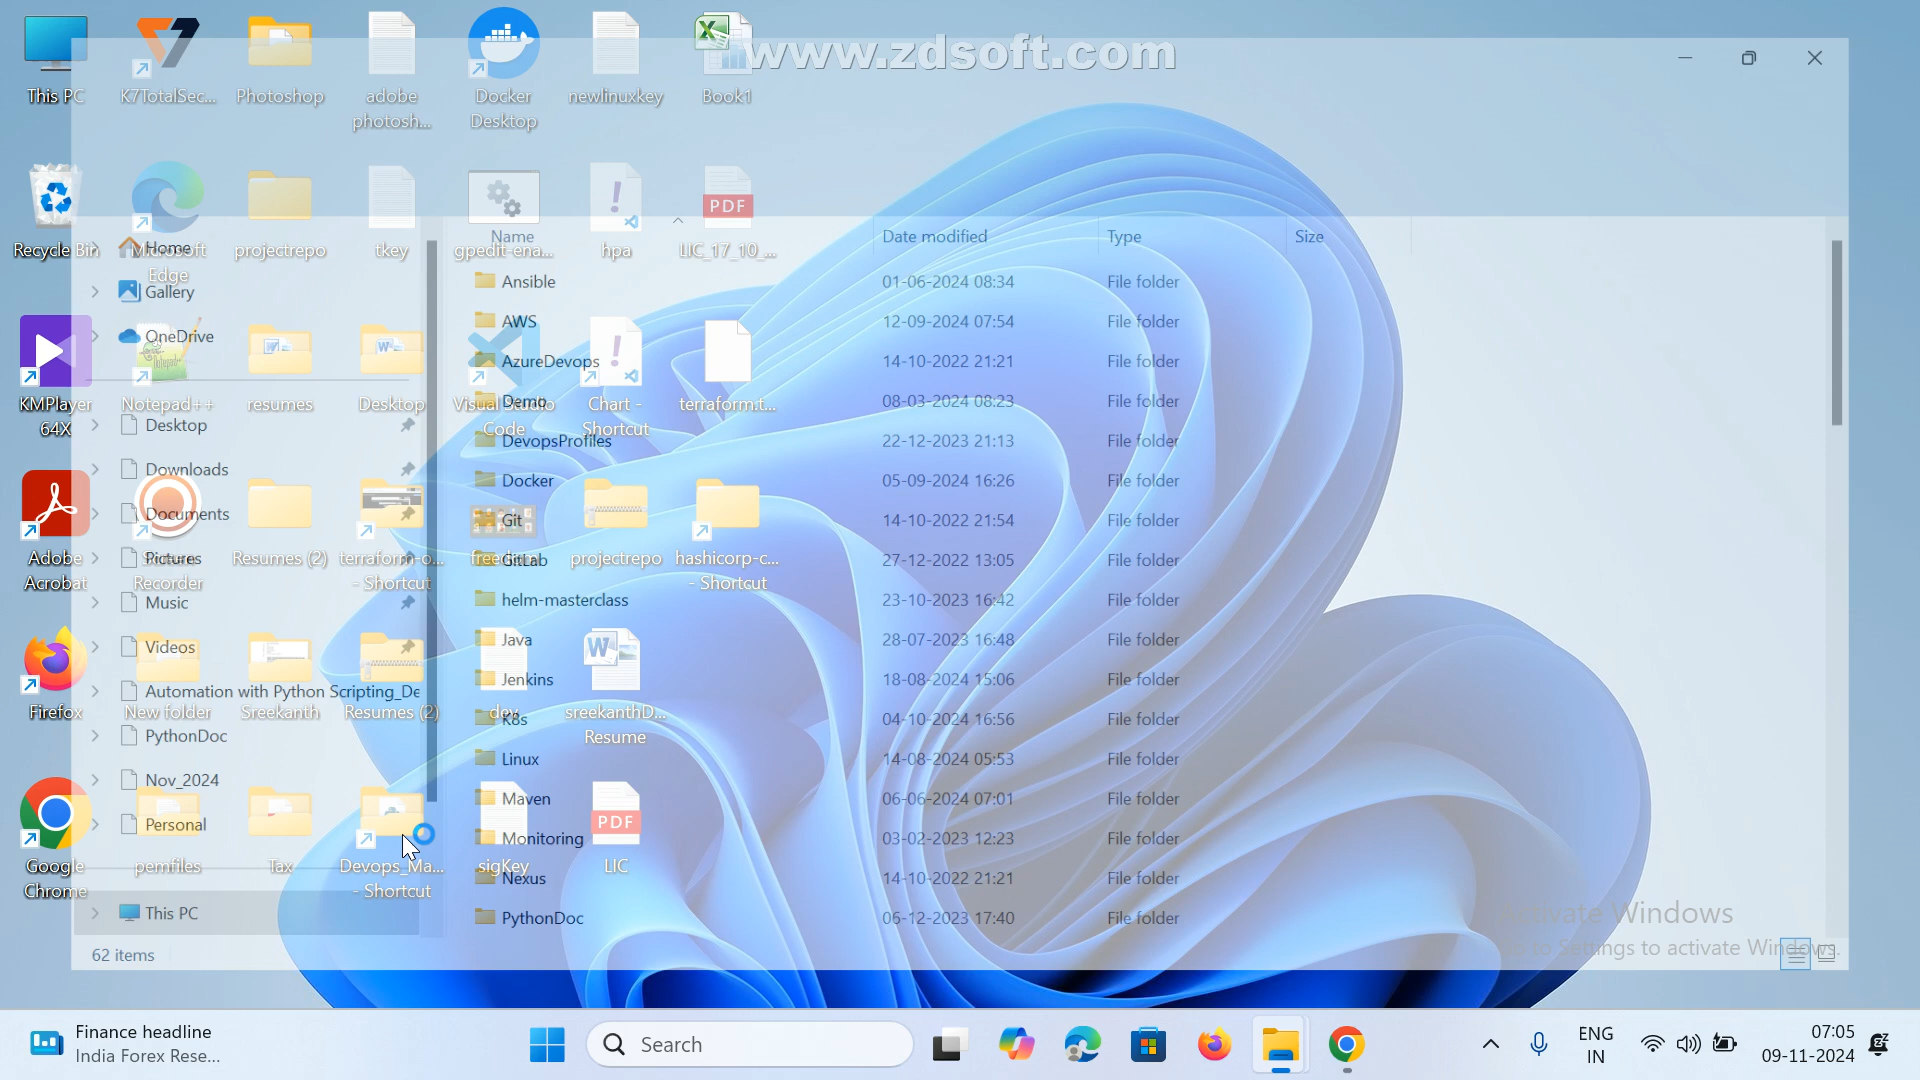 www.zdsoft.com
This PC
K7TotalSec...
Photoshop
adobe
photosh...
Docker
Desktop
newlinuxkey
Book1
Recycle Bin
Microsoft
Edge
projectrepo
tkey
gpedit-ena...
hpa
PDF
LIC_17_10_...
KMPlayer
64X
Notepad++
resumes
Desktop
Visual Studio
Code
Chart -
Shortcut
terraform.t...
Adobe
Acrobat
Screen
Recorder
Resumes (2)
terraform-o...
- Shortcut
projectrepo
hashicorp-c...
- Shortcut
Firefox
New folder
Sreekanth
Resumes (2)
dev
sreekanthD...
Resume
Google
Chrome
pemfiles
Tax
Devops_Ma...
- Shortcut
sigKey
PDF
LIC
Home
Gallery
OneDrive
Desktop
Downloads
Documents
Pictures
Music
Videos
Automation with Python Scripting_De
PythonDoc
Nov_2024
Personal
This PC
62 items
Name Date modified Type Size
Ansible 01-06-2024 08:34 File folder
AWS 12-09-2024 07:54 File folder
AzureDevops 14-10-2022 21:21 File folder
Demo 08-03-2024 08:23 File folder
DevopsProfiles 22-12-2023 21:13 File folder
Docker 05-09-2024 16:26 File folder
Git 14-10-2022 21:54 File folder
GitLab 27-12-2022 13:05 File folder
helm-masterclass 23-10-2023 16:42 File folder
Java 28-07-2023 16:48 File folder
Jenkins 18-08-2024 15:06 File folder
K8s 04-10-2024 16:56 File folder
Linux 14-08-2024 05:53 File folder
Maven 06-06-2024 07:01 File folder
Monitoring 03-02-2023 12:23 File folder
Nexus 14-10-2022 21:21 File folder
PythonDoc 06-12-2023 17:40 File folder
Activate Windows
Go to Settings to activate Windows.
Finance headline
India Forex Rese...
Search
ENG
IN
07:05
09-11-2024